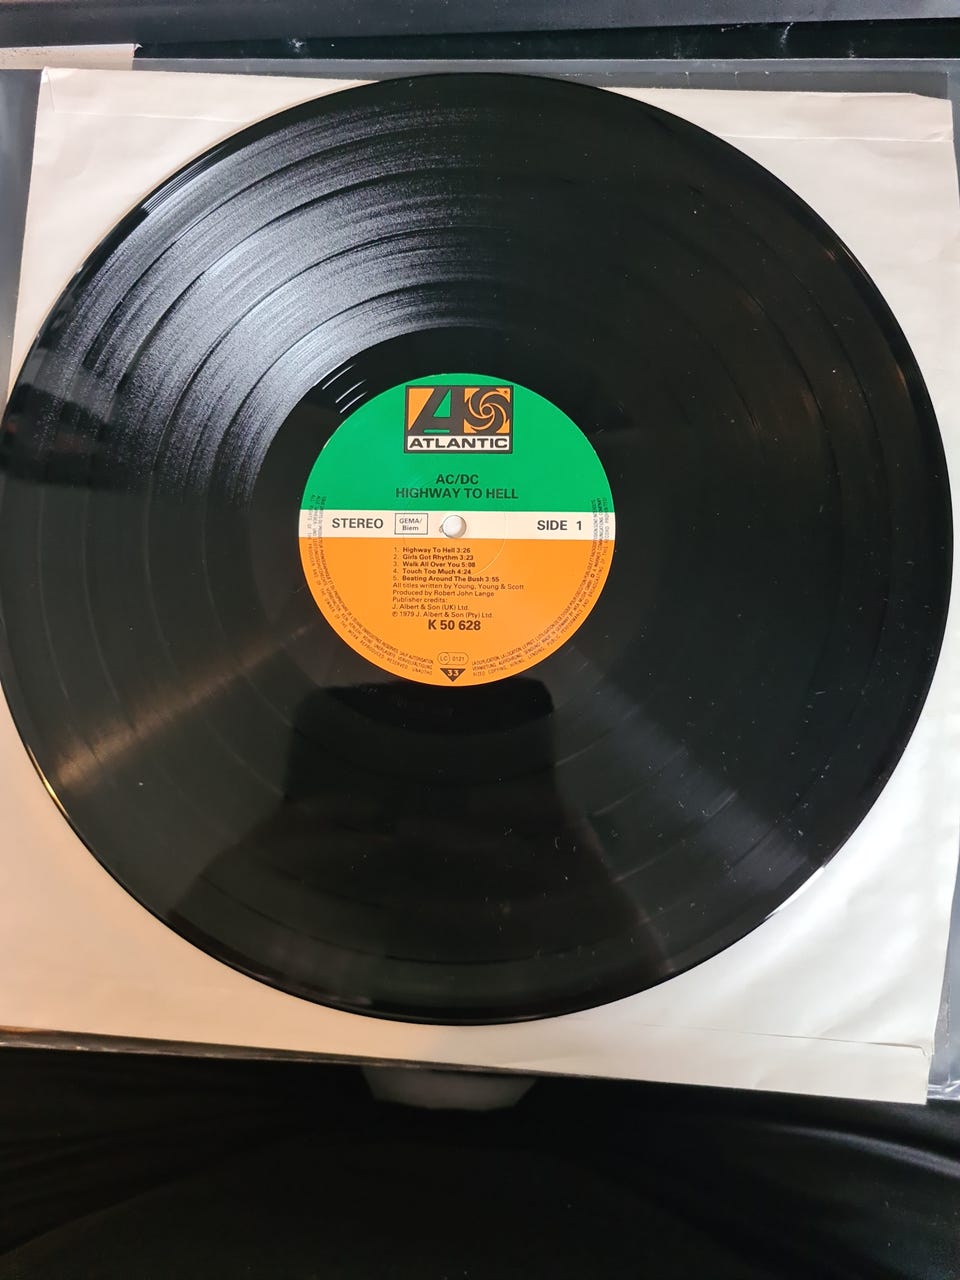 ATLANTIC
AC/DC
HIGHWAY TO HELL
STEREO
GEMA/
Biem
SIDE 1
1. Highway To Hell 3:26
2. Girls Got Rhythm 3:23
3. Walk All Over You 5:08
4. Touch Too Much 4:24
5. Beating Around The Bush 3:55
All titles written by Young, Young & Scott
Produced by Robert John Lange
Publisher credits:
J. Albert & Son (UK) Ltd.
℗ 1979 J. Albert & Son (Pty) Ltd.
K 50 628
LC 0121
33